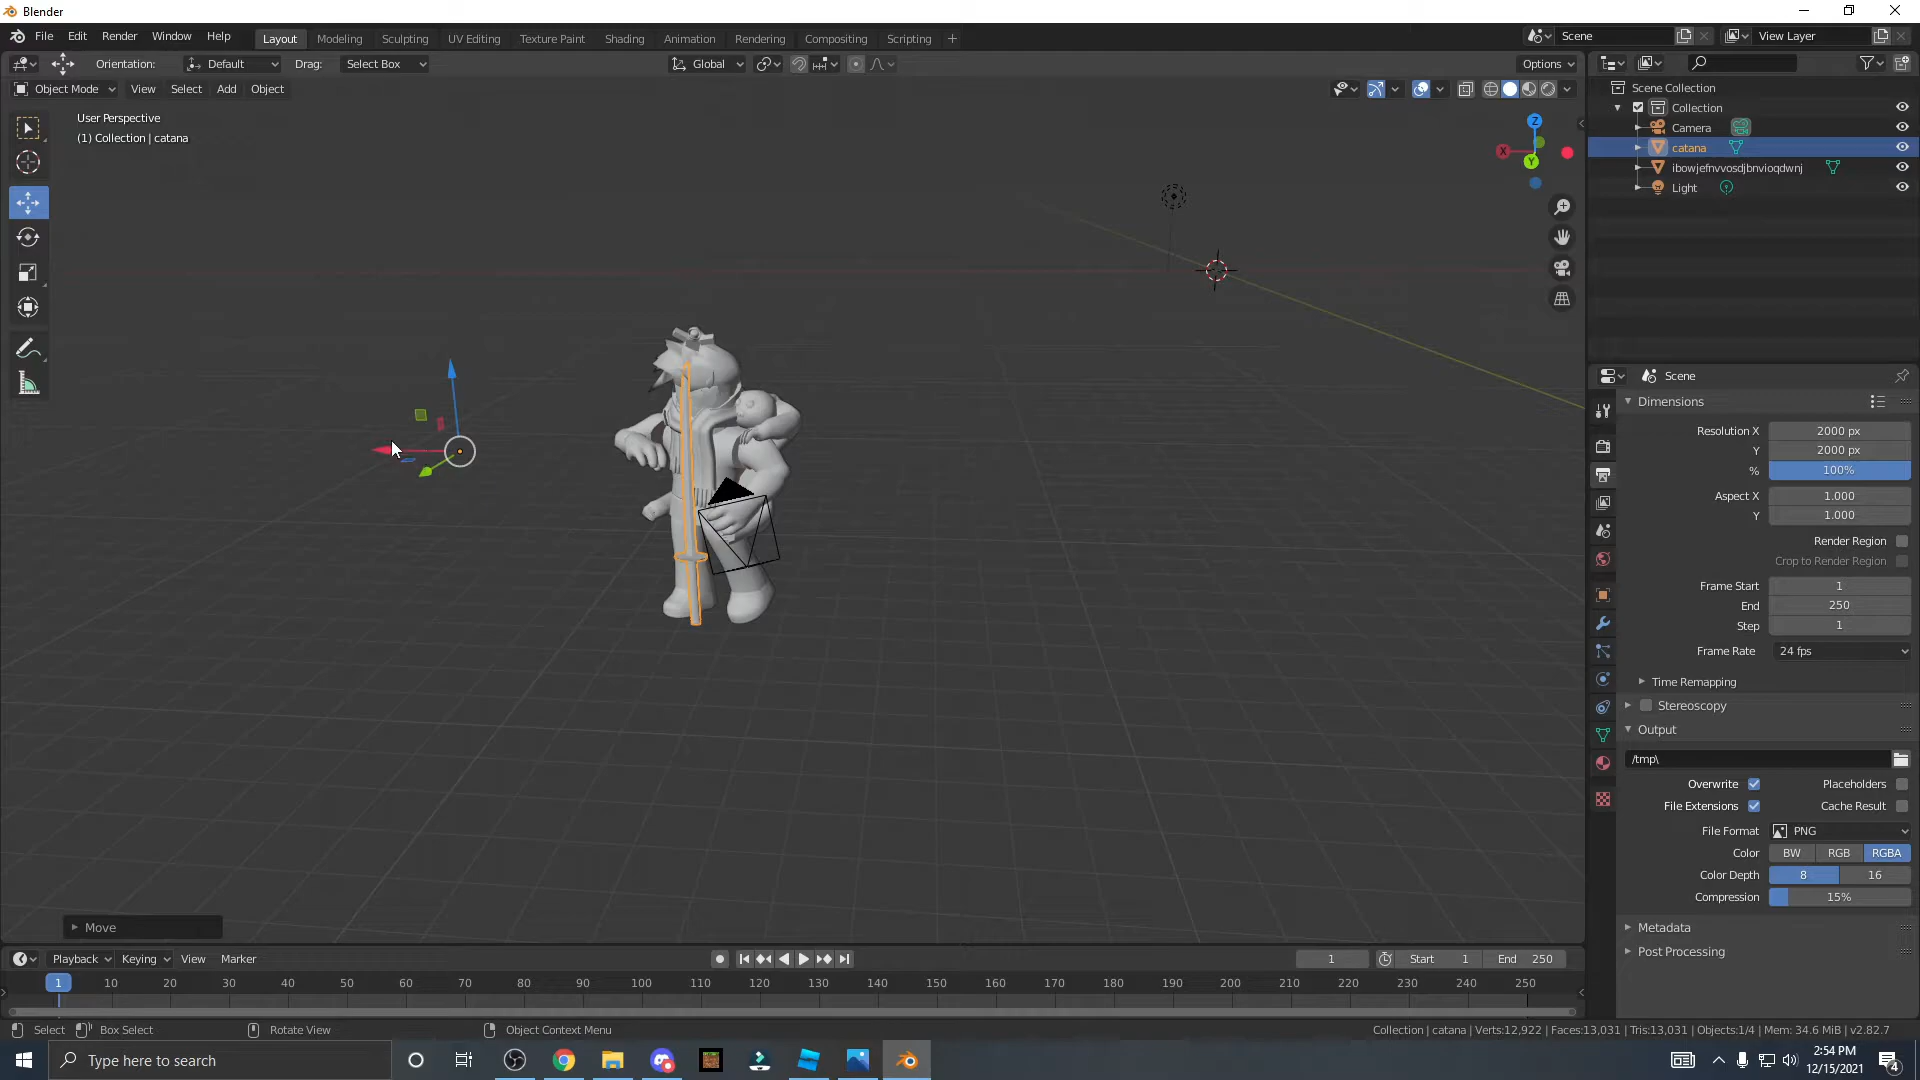 Blender
File Edit Render Window Help
Layout Modeling Sculpting UV Editing Texture Paint Shading Animation Rendering Compositing Scripting +
Scene
View Layer
Orientation: Default Drag: Select Box
Global
Options
Object Mode View Select Add Object
User Perspective
(1) Collection | catana
Z
X
Y
Scene Collection
Collection
Camera
catana
ibowjefnvvosdjbnvioqdwnj
Light
Scene
Dimensions
Resolution X 2000 px
Y 2000 px
% 100%
Aspect X 1.000
Y 1.000
Render Region
Crop to Render Region
Frame Start 1
End 250
Step 1
Frame Rate 24 fps
Time Remapping
Stereoscopy
Output
/tmp\
Overwrite Placeholders
File Extensions Cache Result
File Format PNG
Color BW RGB RGBA
Color Depth 8 16
Compression 15%
Metadata
Post Processing
Move
Playback Keying View Marker
1 Start 1 End 250
1 10 20 30 40 50 60 70 80 90 100 110 120 130 140 150 160 170 180 190 200 210 220 230 240 250
Select Box Select Rotate View Object Context Menu
Collection | catana | Verts:12,922 | Faces:13,031 | Tris:13,031 | Objects:1/4 | Mem: 34.6 MiB | v2.82.7
Type here to search
2:54 PM
12/15/2021
4